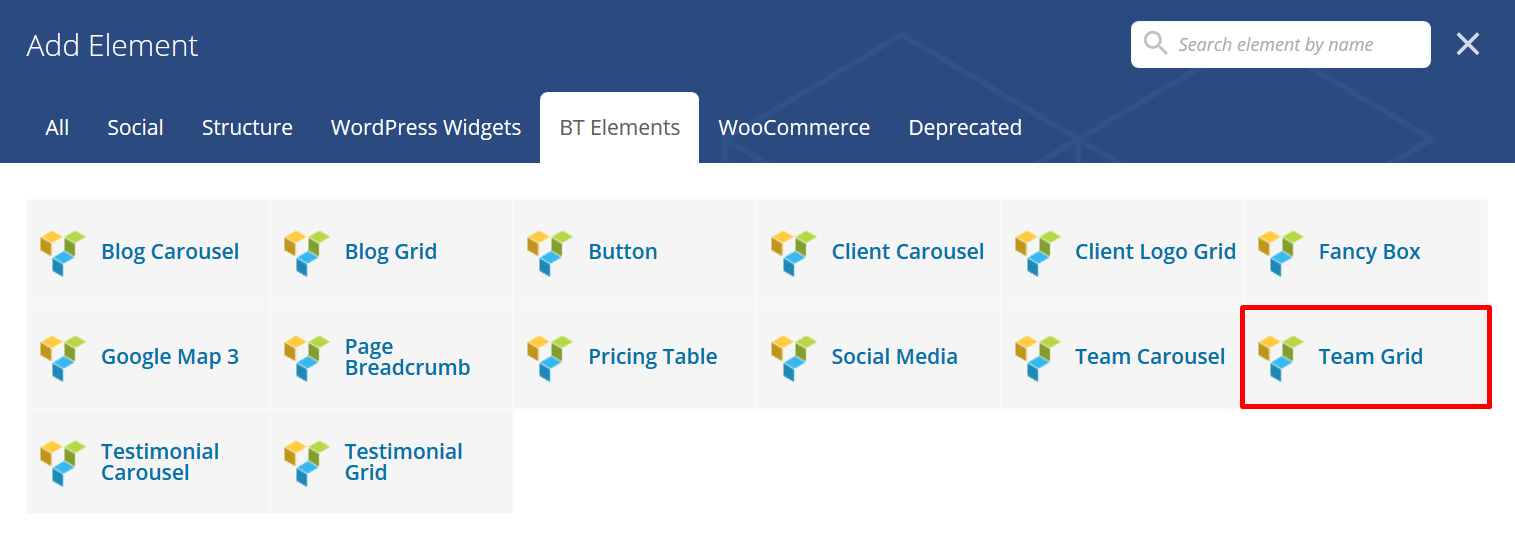 Add Element
Search element by name
All Social Structure WordPress Widgets BT Elements WooCommerce Deprecated
Blog Carousel
Blog Grid
Button
Client Carousel
Client Logo Grid
Fancy Box
Google Map 3
Page
Breadcrumb
Pricing Table
Social Media
Team Carousel
Team Grid
Testimonial
Carousel
Testimonial
Grid